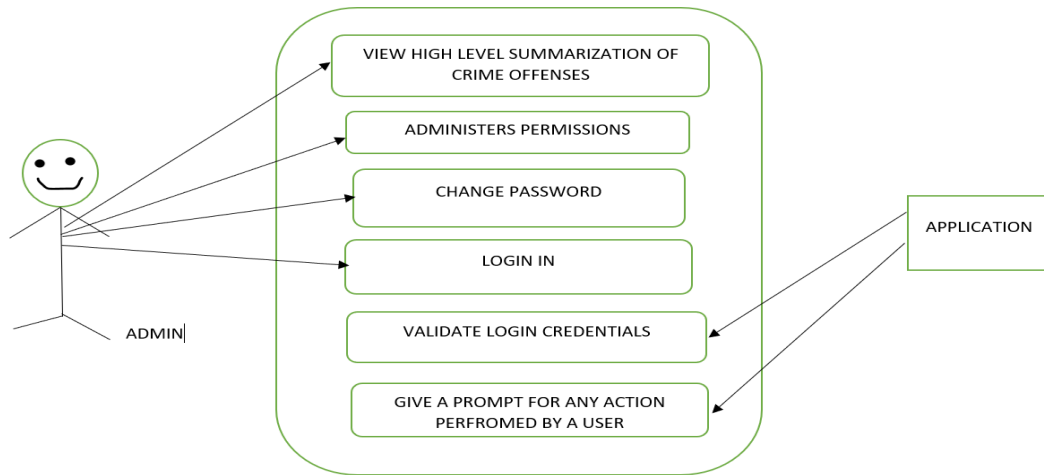 VIEW HIGH LEVEL SUMMARIZATION OF
CRIME OFFENSES
ADMINISTERS PERMISSIONS
CHANGE PASSWORD
APPLICATION
LOGIN IN
VALIDATE LOGIN CREDENTIALS
ADMIN
GIVE A PROMPT FOR ANY ACTION
PERFROMED BY A USER